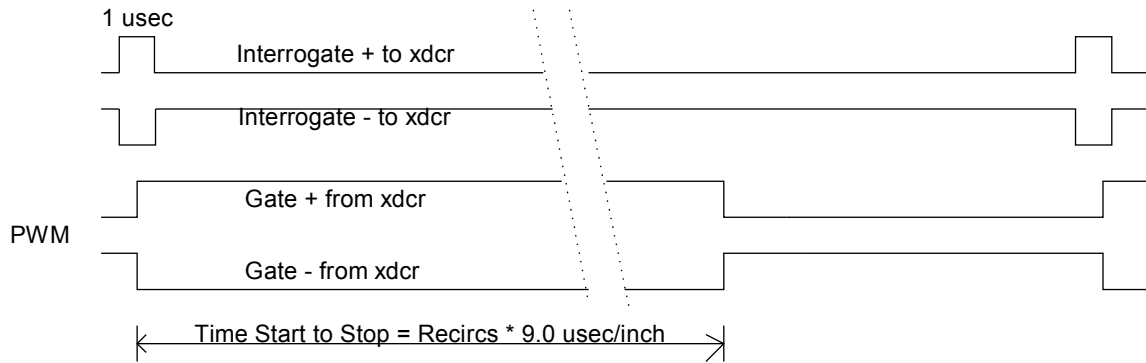 1 usec
Interrogate + to xdcr
Interrogate - to xdcr
Gate + from xdcr
PWM
Gate - from xdcr
Time Start to Stop = Recircs * 9.0 usec/inch